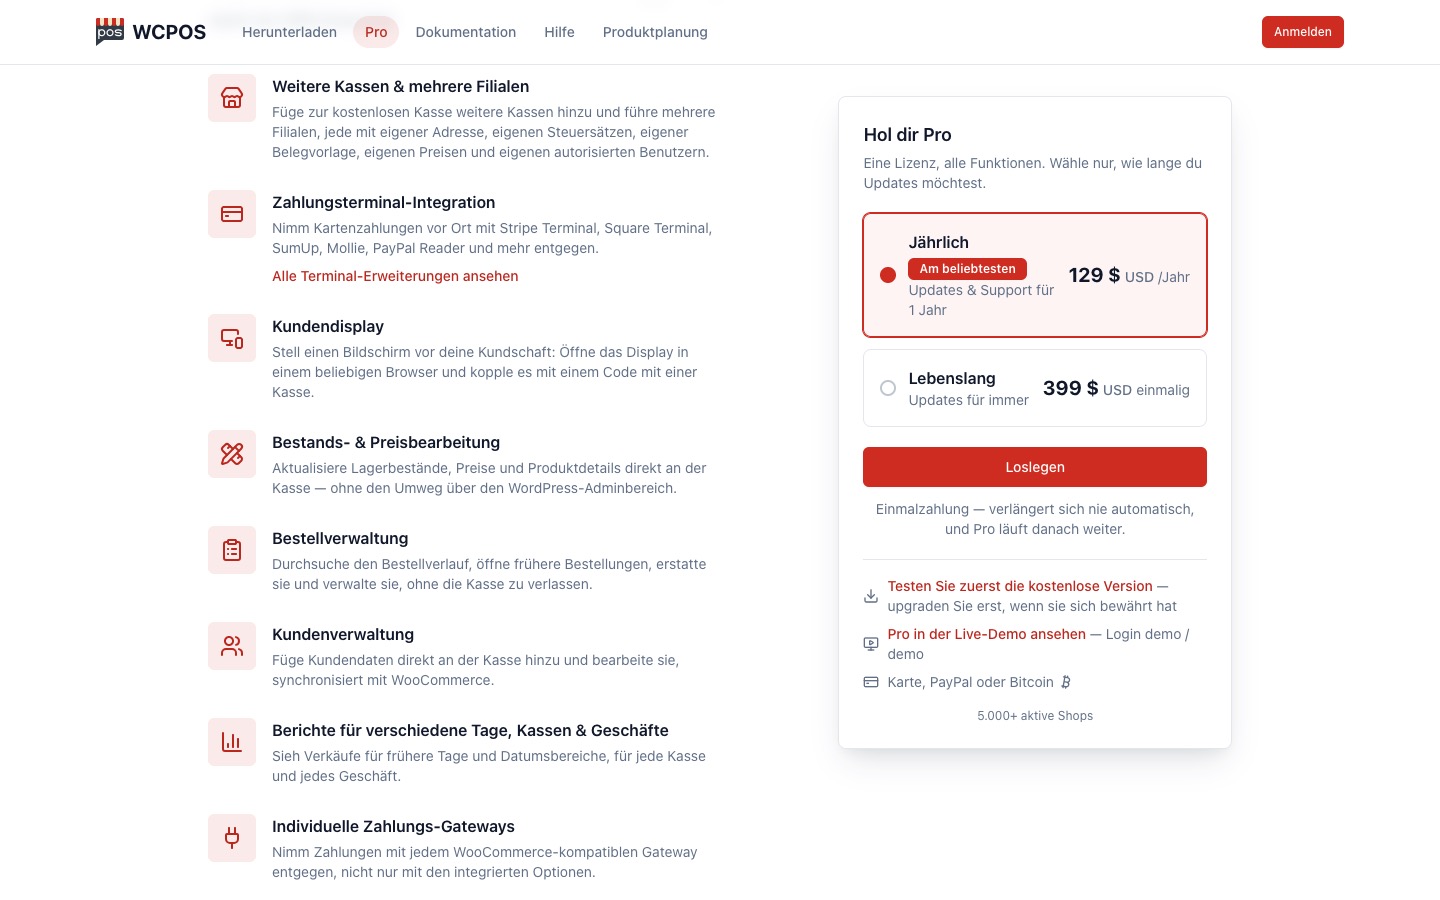 pos WCPOS Herunterladen Pro Dokumentation Hilfe Produktplanung Anmelden
Weitere Kassen & mehrere Filialen
Füge zur kostenlosen Kasse weitere Kassen hinzu und führe mehrere
Filialen, jede mit eigener Adresse, eigenen Steuersätzen, eigener
Belegvorlage, eigenen Preisen und eigenen autorisierten Benutzern.
Zahlungsterminal-Integration
Nimm Kartenzahlungen vor Ort mit Stripe Terminal, Square Terminal,
SumUp, Mollie, PayPal Reader und mehr entgegen.
Alle Terminal-Erweiterungen ansehen
Kundendisplay
Stell einen Bildschirm vor deine Kundschaft: Öffne das Display in
einem beliebigen Browser und kopple es mit einem Code mit einer
Kasse.
Bestands- & Preisbearbeitung
Aktualisiere Lagerbestände, Preise und Produktdetails direkt an der
Kasse — ohne den Umweg über den WordPress-Adminbereich.
Bestellverwaltung
Durchsuche den Bestellverlauf, öffne frühere Bestellungen, erstatte
sie und verwalte sie, ohne die Kasse zu verlassen.
Kundenverwaltung
Füge Kundendaten direkt an der Kasse hinzu und bearbeite sie,
synchronisiert mit WooCommerce.
Berichte für verschiedene Tage, Kassen & Geschäfte
Sieh Verkäufe für frühere Tage und Datumsbereiche, für jede Kasse
und jedes Geschäft.
Individuelle Zahlungs-Gateways
Nimm Zahlungen mit jedem WooCommerce-kompatiblen Gateway
entgegen, nicht nur mit den integrierten Optionen.
Hol dir Pro
Eine Lizenz, alle Funktionen. Wähle nur, wie lange du
Updates möchtest.
Jährlich
Am beliebtesten
Updates & Support für
1 Jahr
129 $ USD /Jahr
Lebenslang
Updates für immer
399 $ USD einmalig
Loslegen
Einmalzahlung — verlängert sich nie automatisch,
und Pro läuft danach weiter.
Testen Sie zuerst die kostenlose Version —
upgraden Sie erst, wenn sie sich bewährt hat
Pro in der Live-Demo ansehen — Login demo /
demo
Karte, PayPal oder Bitcoin
5.000+ aktive Shops